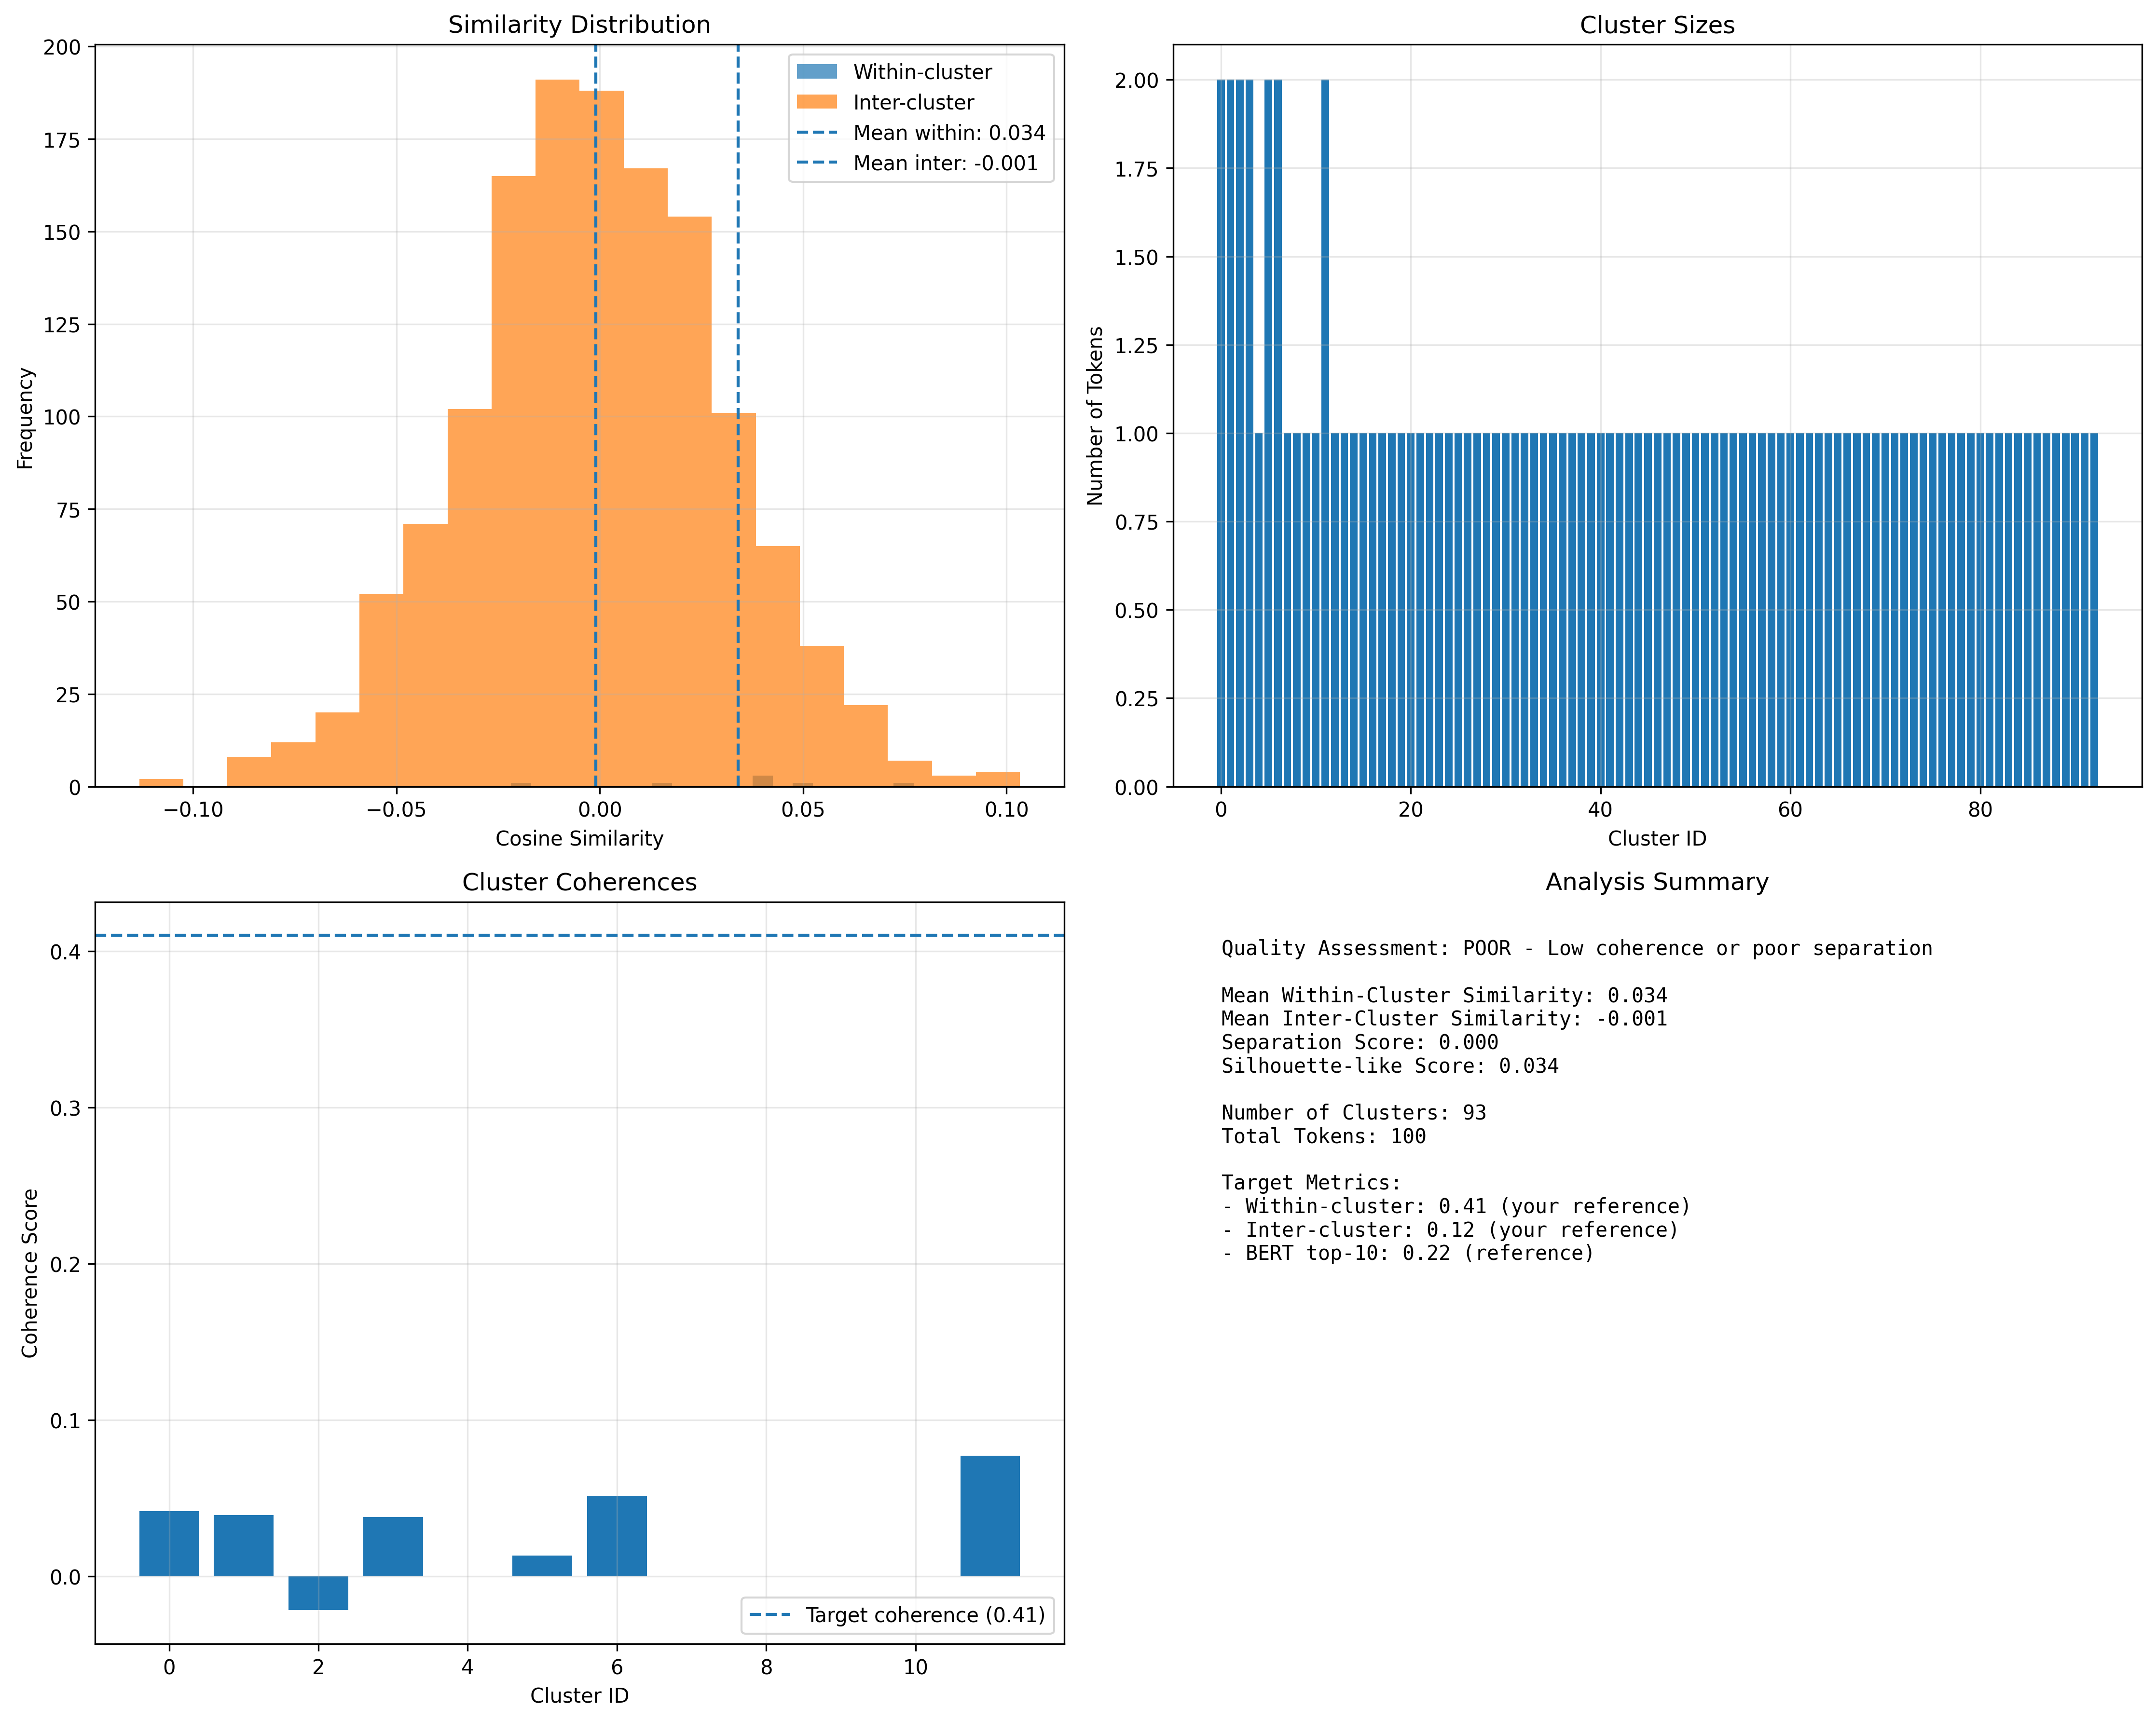 Similarity Distribution
200
175
150
125
100
75
50
25
0
Frequency
−0.10
−0.05
0.00
0.05
0.10
Cosine Similarity
Within-cluster
Inter-cluster
Mean within: 0.034
Mean inter: -0.001
Cluster Sizes
2.00
1.75
1.50
1.25
1.00
0.75
0.50
0.25
0.00
Number of Tokens
0
20
40
60
80
Cluster ID
Cluster Coherences
0.4
0.3
0.2
0.1
0.0
Coherence Score
0
2
4
6
8
10
Cluster ID
Target coherence (0.41)
Analysis Summary
Quality Assessment: POOR - Low coherence or poor separation
Mean Within-Cluster Similarity: 0.034
Mean Inter-Cluster Similarity: -0.001
Separation Score: 0.000
Silhouette-like Score: 0.034
Number of Clusters: 93
Total Tokens: 100
Target Metrics:
- Within-cluster: 0.41 (your reference)
- Inter-cluster: 0.12 (your reference)
- BERT top-10: 0.22 (reference)